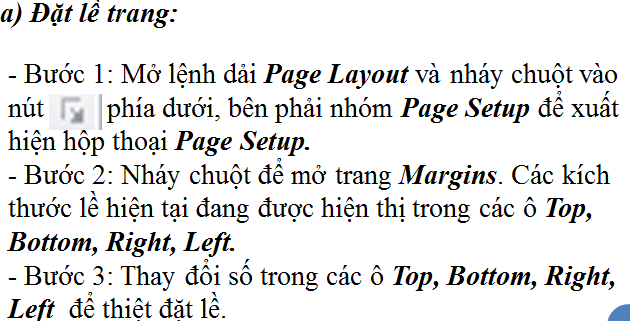 a) Đặt lề trang:
- Bước 1: Mở lệnh dải Page Layout và nháy chuột vào
nút phía dưới, bên phải nhóm Page Setup để xuất
hiện hộp thoại Page Setup.
- Bước 2: Nháy chuột để mở trang Margins. Các kích
thước lề hiện tại đang được hiện thị trong các ô Top,
Bottom, Right, Left.
- Bước 3: Thay đổi số trong các ô Top, Bottom, Right,
Left để thiệt đặt lề.